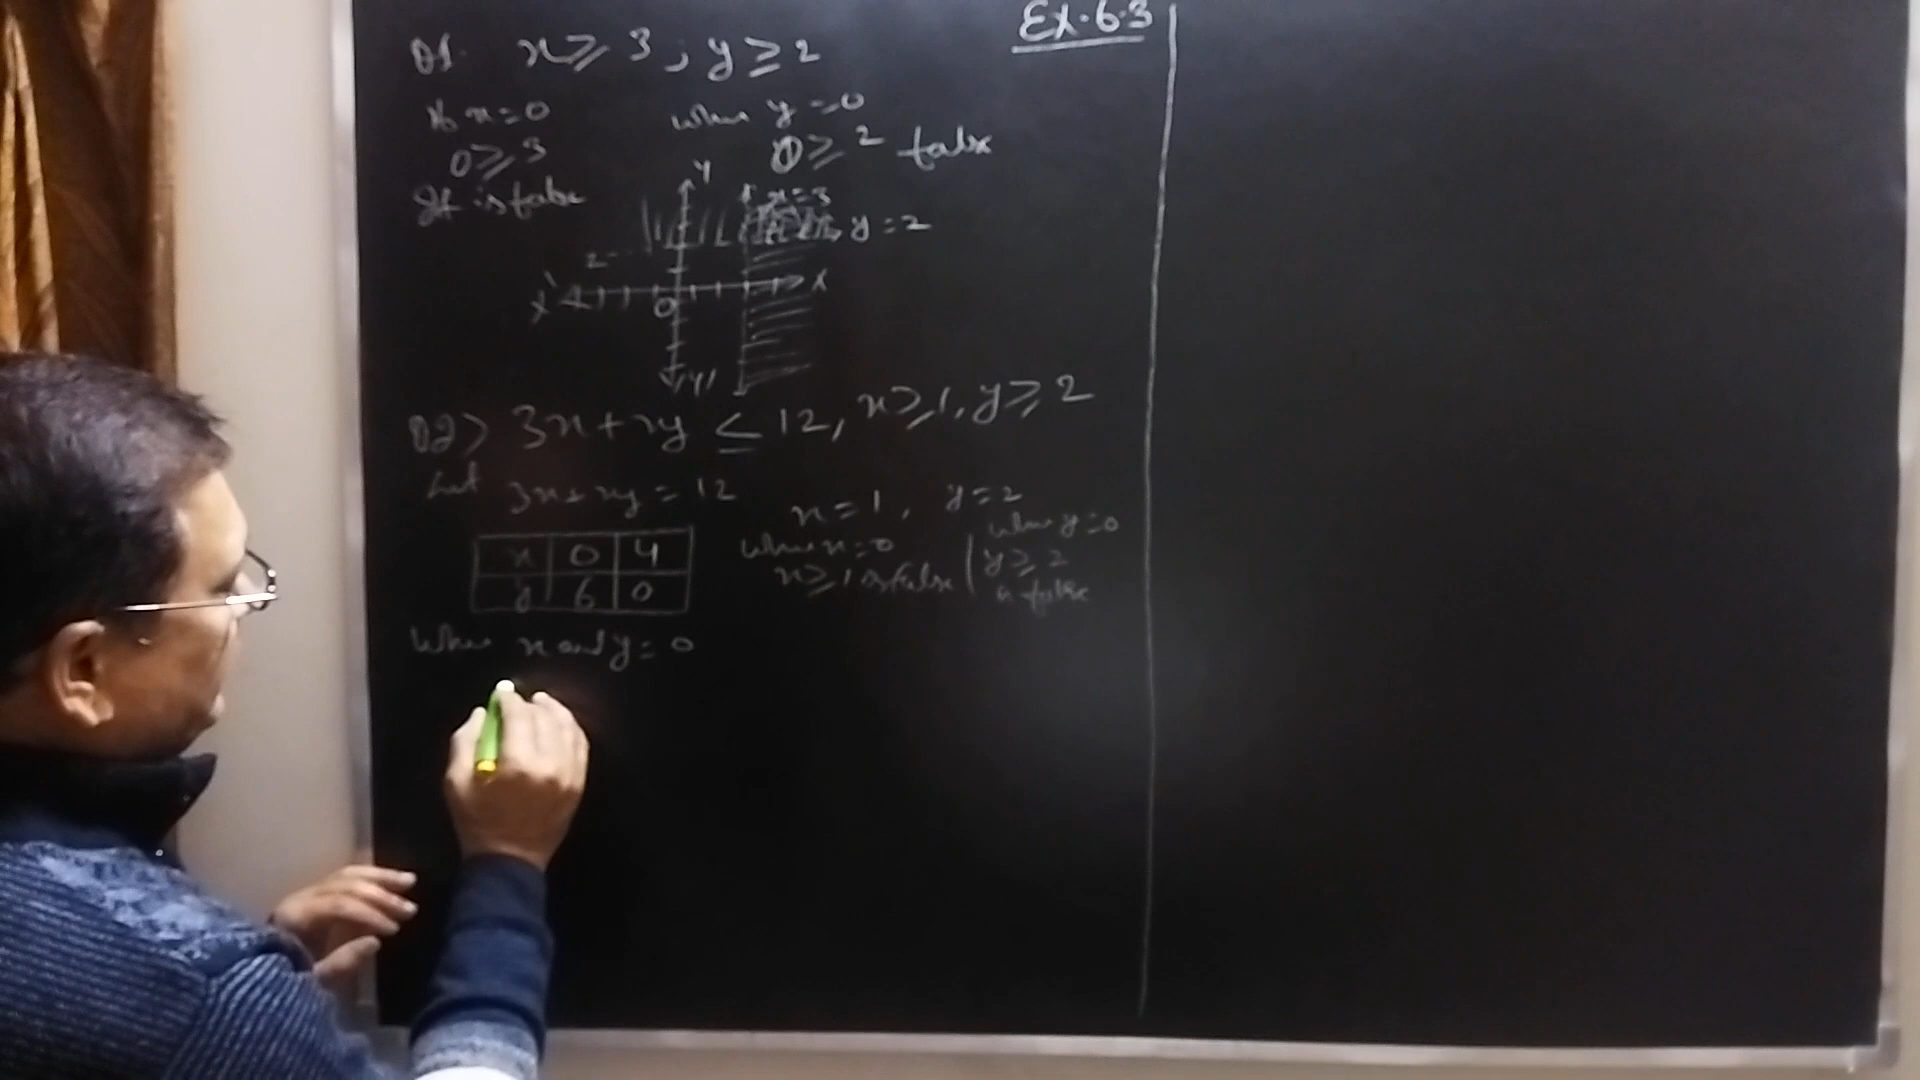 Ex. 6.3
Q1. x ≥ 3 ; y ≥ 2
If x = 0
0 ≥ 3
It is false
when y = 0
0 ≥ 2 false
Y
x = 3
y = 2
2
X' O X
Y'
Q2) 3x + 2y ≤ 12, x ≥ 1, y ≥ 2
Let 3x + 2y = 12
x 0 4
y 6 0
x = 1, y = 2
when x = 0
x ≥ 1 is false
when y = 0
y ≥ 2
is false
When x and y = 0